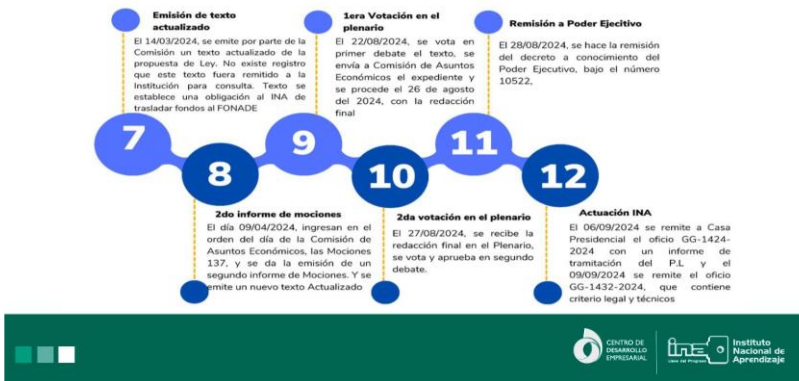 Emisión de texto
actualizado
El 14/03/2024, se emite por parte de la
Comisión un texto actualizado de la
propuesta de Ley. No existe registro
que este texto fuera remitido a la
Institución para consulta. Texto se
establece una obligación al INA de
trasladar fondos al FONADE
1era Votación en el
plenario
El 22/08/2024, se vota en
primer debate el texto, se
envía a Comisión de Asuntos
Económicos el expediente y
se procede el 26 de agosto
del 2024, con la redacción
final
Remisión a Poder Ejecitivo
El 28/08/2024, se hace la remisión
del decreto a conocimiento del
Poder Ejecutivo, bajo el número
10522,
7
8
9
10
11
12
2do informe de mociones
El día 09/04/2024, ingresan en el
orden del día de la Comisión de
Asuntos Económicos, las Mociones
137, y se da la emisión de un
segundo informe de Mociones. Y se
emite un nuevo texto Actualizado
2da votación en el plenario
El 27/08/2024, se recibe la
redacción final en el Plenario,
se vota y aprueba en segundo
debate.
Actuación INA
El 06/09/2024 se remite a Casa
Presidencial el oficio GG-1424-
2024 con un informe de
tramitación del P.L y el
09/09/2024 se remite el oficio
GG-1432-2024, que contiene
criterio legal y técnicos
CENTRO DE
DESARROLLO
EMPRESARIAL
ina
Llave del Progreso
Instituto
Nacional de
Aprendizaje